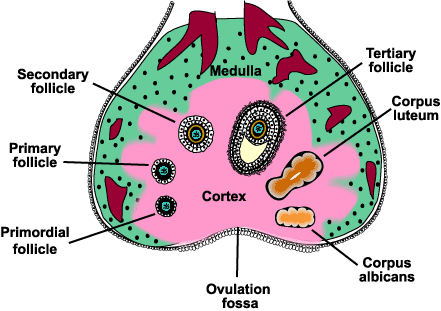 Secondary
follicle
Medulla
Tertiary
follicle
Corpus
luteum
Primary
follicle
Cortex
Primordial
follicle
Corpus
albicans
Ovulation
fossa